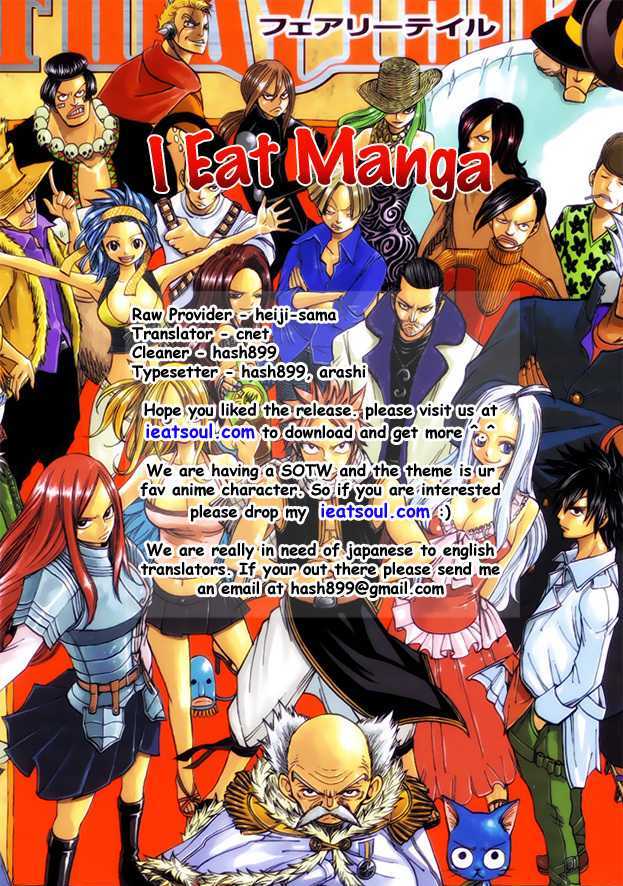 FAIRY TAIL
フェアリーテイル
I Eat Manga
Raw Provider - heiji-sama
Translator - cnet
Cleaner - hash899
Typesetter - hash899, arashi
Hope you liked the release. please visit us at
ieatsoul.com to download and get more ^_^
We are having a SOTW and the theme is ur
fav anime character. So if you are interested
please drop my ieatsoul.com :)
We are really in need of japanese to english
translators. If your out there please send me
an email at hash899@gmail.com